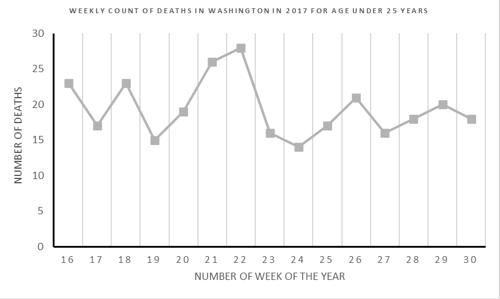 WEEKLY COUNT OF DEATHS IN WASHINGTON IN 2017 FOR AGE UNDER 25 YEARS
NUMBER OF DEATHS
30
25
20
15
10
5
0
16 17 18 19 20 21 22 23 24 25 26 27 28 29 30
NUMBER OF WEEK OF THE YEAR